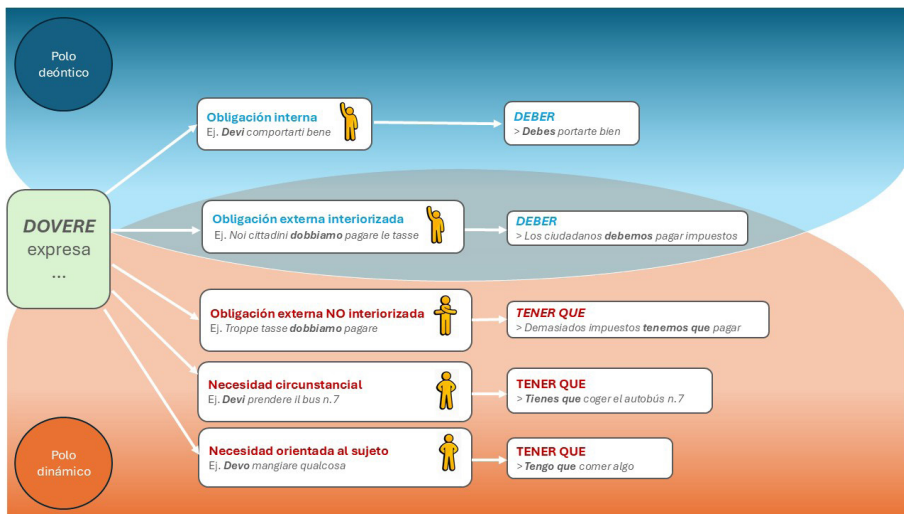 Polo
deóntico
Obligación interna
Ej. Devi comportarti bene
DEBER
> Debes portarte bien
DOVERE
expresa
...
Obligación externa interiorizada
Ej. Noi cittadini dobbiamo pagare le tasse
DEBER
> Los ciudadanos debemos pagar impuestos
Obligación externa NO interiorizada
Ej. Troppe tasse dobbiamo pagare
TENER QUE
> Demasiados impuestos tenemos que pagar
Necesidad circunstancial
Ej. Devi prendere il bus n.7
TENER QUE
> Tienes que coger el autobús n.7
Necesidad orientada al sujeto
Ej. Devo mangiare qualcosa
TENER QUE
> Tengo que comer algo
Polo
dinámico